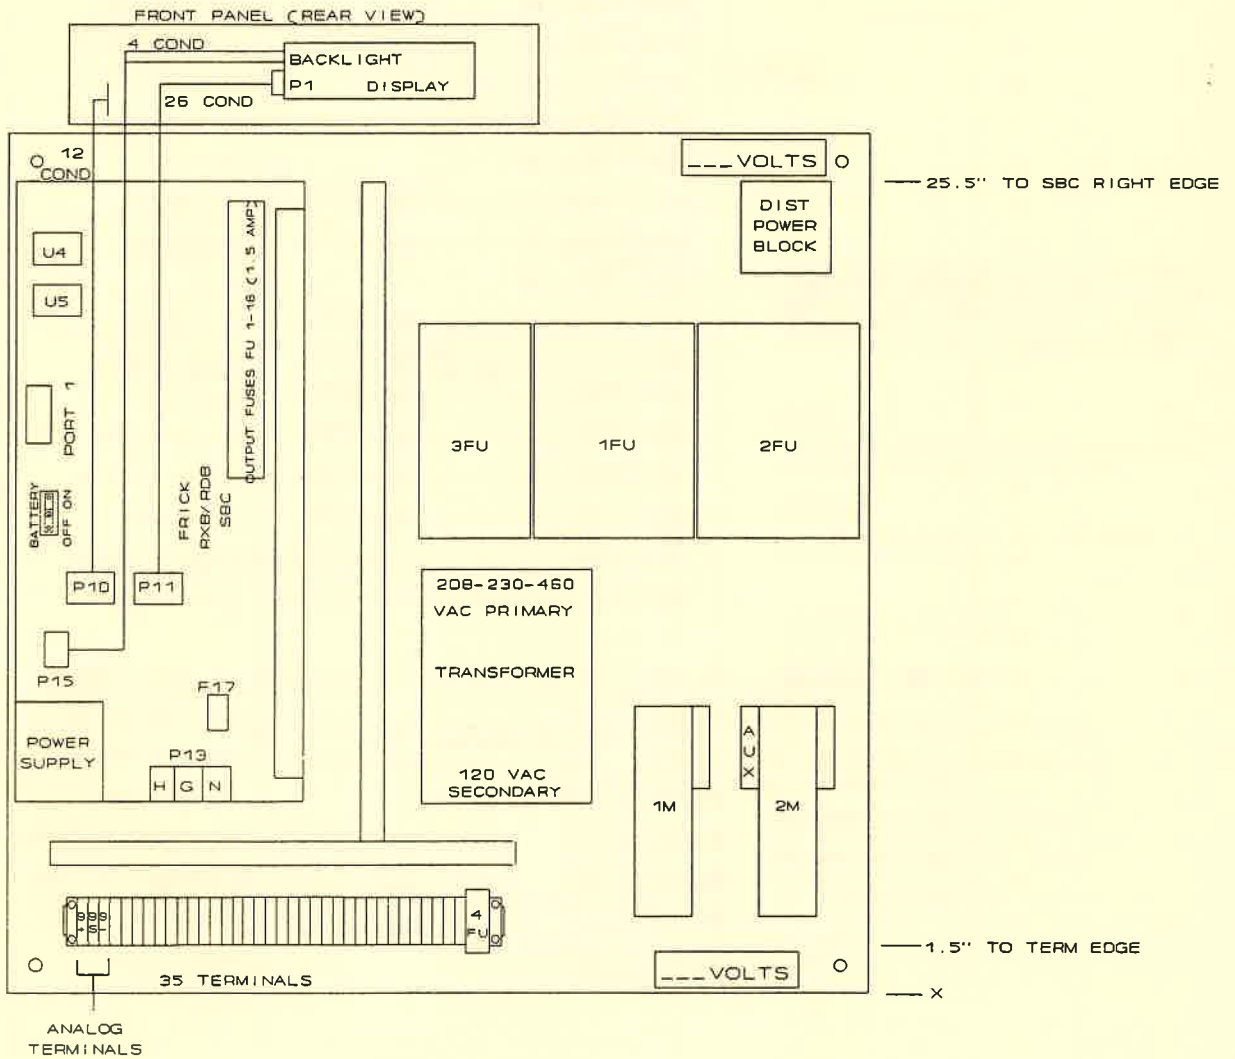 FRONT PANEL (REAR VIEW)
4 COND
BACKLIGHT
P1 DISPLAY
26 COND
12
COND
___VOLTS
25.5" TO SBC RIGHT EDGE
DIST
POWER
BLOCK
U4
U5
OUTPUT FUSES FU 1-16 (1.5 AMP)
PORT 1
BATTERY
OFF ON
FRICK
RXB/RDB
SBC
3FU
1FU
2FU
P10
P11
208-230-460
VAC PRIMARY
TRANSFORMER
120 VAC
SECONDARY
P15
F17
POWER
SUPPLY
P13
H G N
AUX
1M
2M
9 9 9
+ S -
4
FU
1.5" TO TERM EDGE
35 TERMINALS
___VOLTS
X
ANALOG
TERMINALS